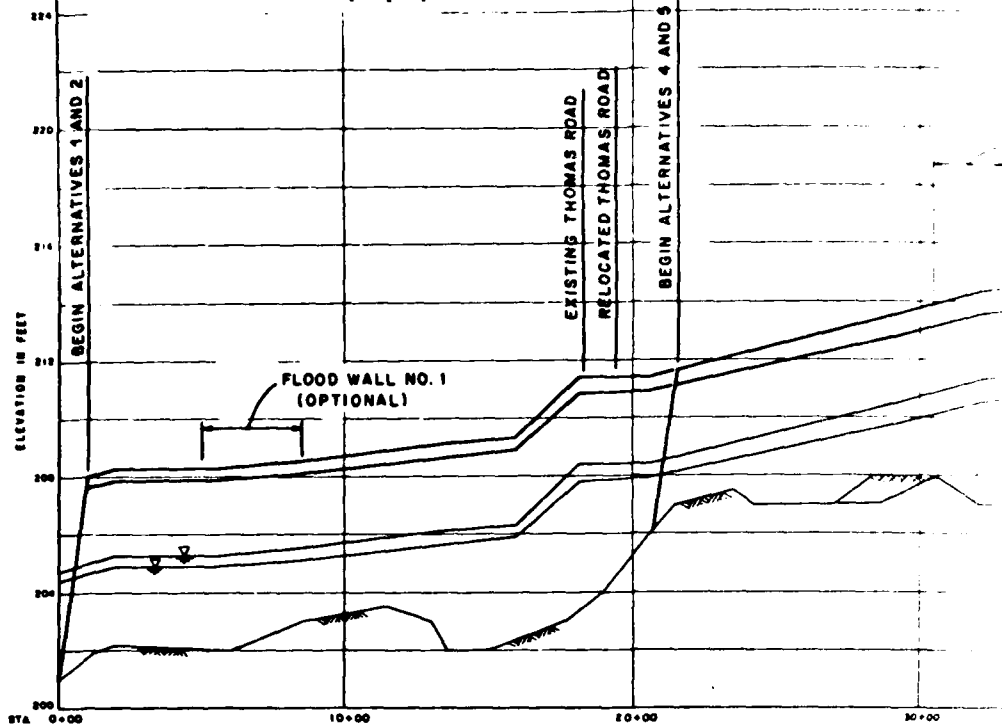 224
220
216
212
208
204
200
ELEVATION IN FEET
BEGIN ALTERNATIVES 1 AND 2
FLOOD WALL NO. 1
(OPTIONAL)
EXISTING THOMAS ROAD
RELOCATED THOMAS ROAD
BEGIN ALTERNATIVES 4 AND 5
STA 0+00 10+00 20+00 30+00